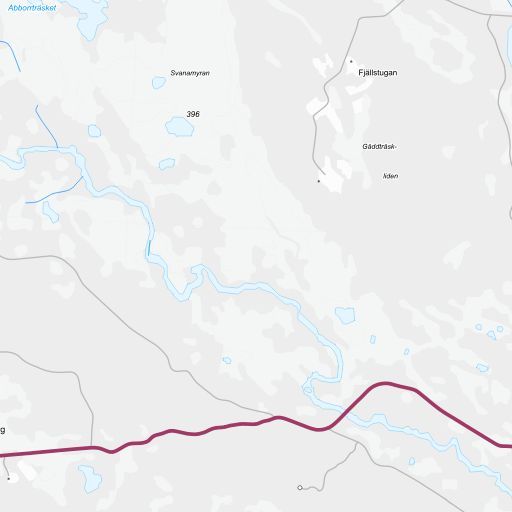 Abborrträsket
Svanamyran
Fjällstugan
396
Gäddträsk-
liden
g